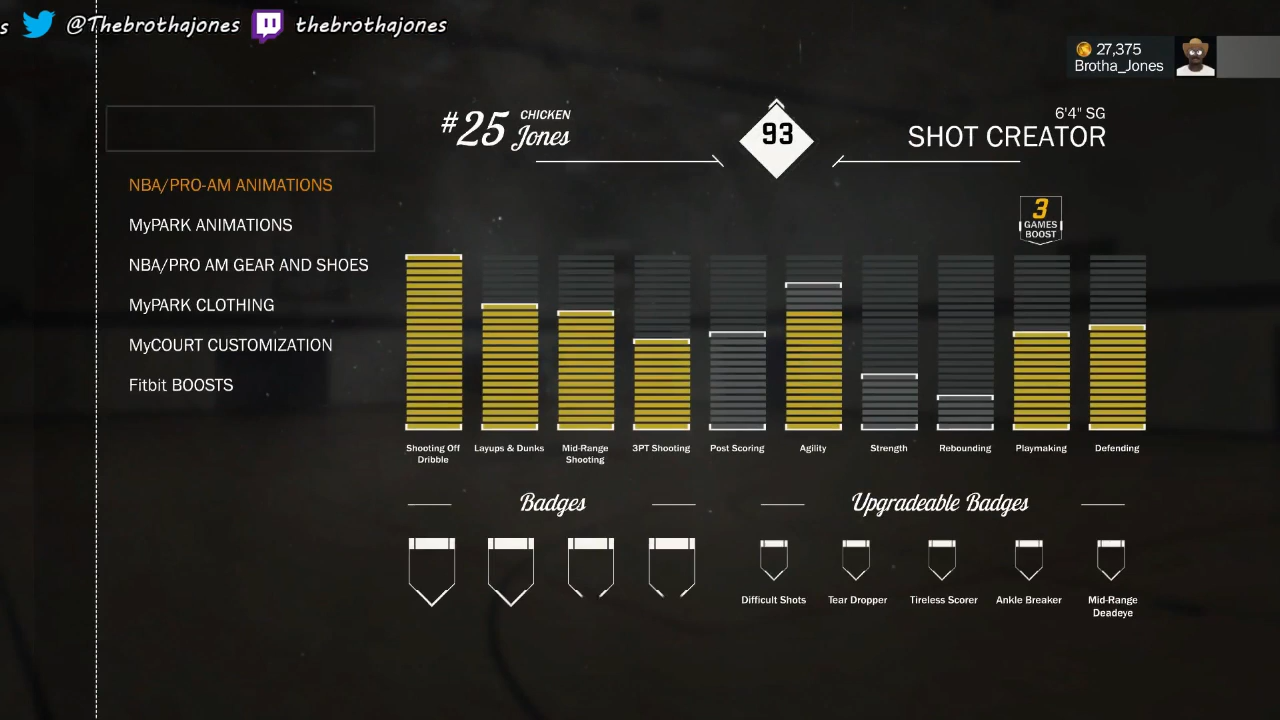 s @Thebrothajones thebrothajones
27,375
Brotha_Jones
#25 CHICKEN Jones
93
6'4" SG
SHOT CREATOR
NBA/PRO-AM ANIMATIONS
MyPARK ANIMATIONS
NBA/PRO AM GEAR AND SHOES
MyPARK CLOTHING
MyCOURT CUSTOMIZATION
Fitbit BOOSTS
3
GAMES
BOOST
Shooting Off Dribble
Layups & Dunks
Mid-Range Shooting
3PT Shooting
Post Scoring
Agility
Strength
Rebounding
Playmaking
Defending
Badges
Upgradeable Badges
Difficult Shots
Tear Dropper
Tireless Scorer
Ankle Breaker
Mid-Range Deadeye